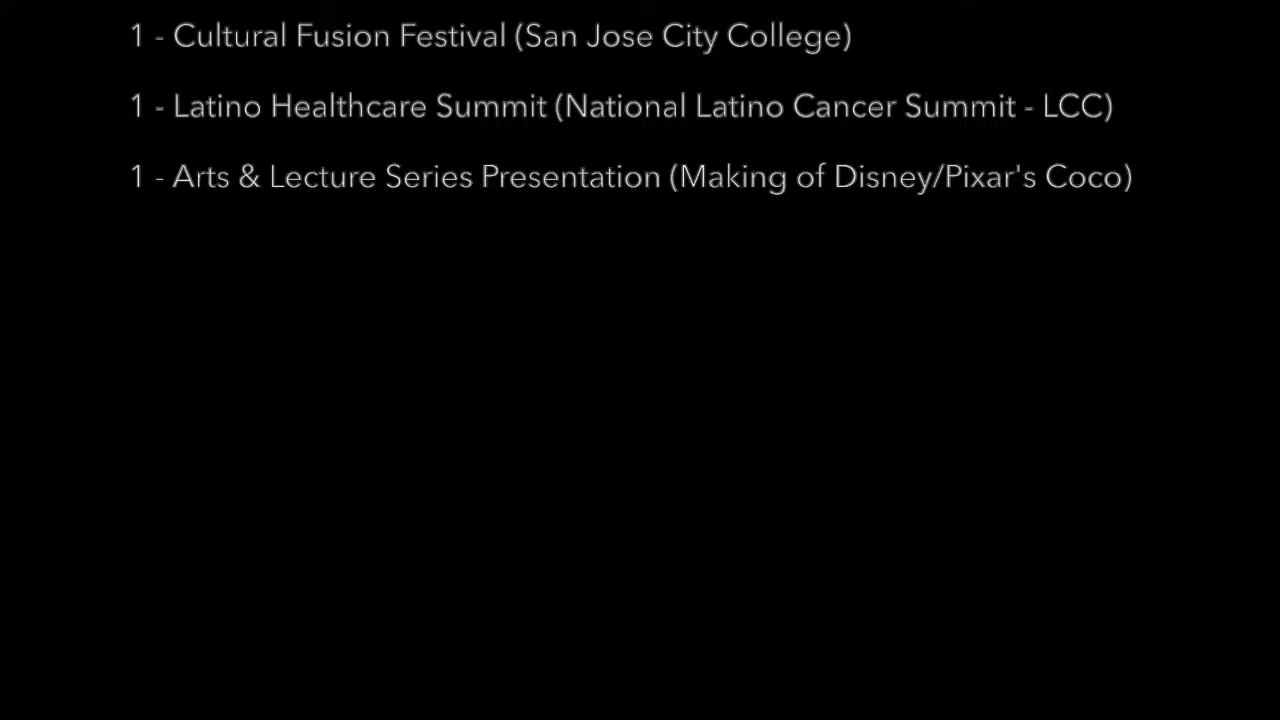 1 - Cultural Fusion Festival (San Jose City College)
1 - Latino Healthcare Summit (National Latino Cancer Summit - LCC)
1 - Arts & Lecture Series Presentation (Making of Disney/Pixar's Coco)